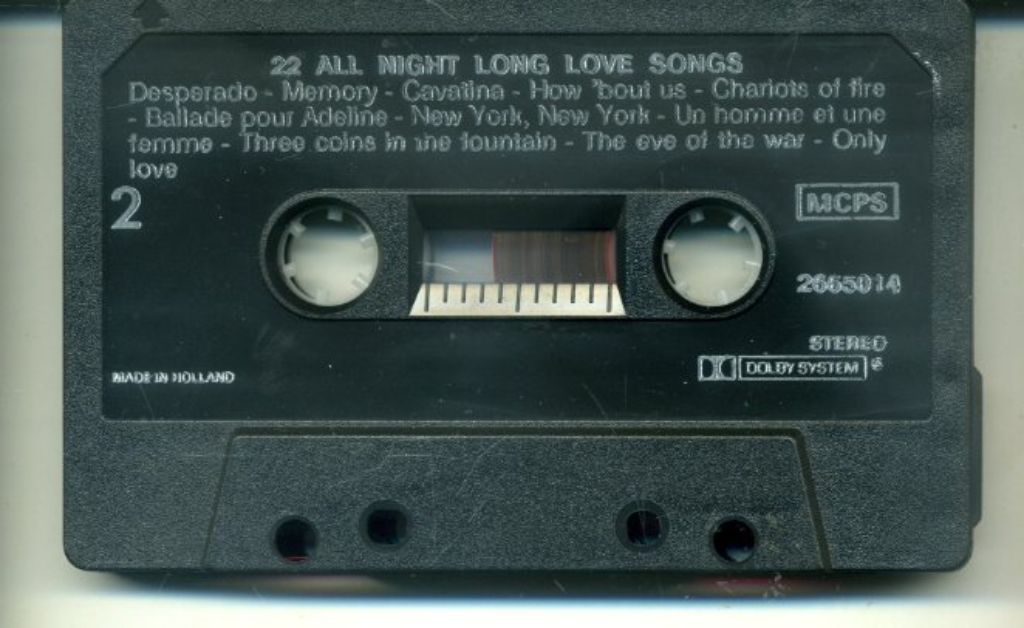 22 ALL NIGHT LONG LOVE SONGS
Desperado - Memory - Cavatina - How 'bout us - Chariots of fire
- Ballade pour Adeline - New York, New York - Un homme et une
femme - Three coins in the fountain - The eve of the war - Only
love
2
MCPS
2665014
STEREO
DOLBY SYSTEM ®
MADE IN HOLLAND